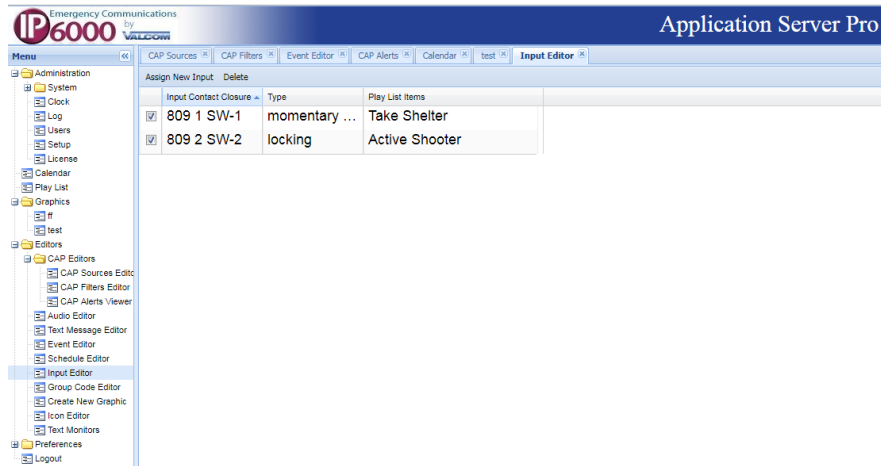 Emergency Communications
IP6000 by VALCOM
Application Server Pro
Menu
CAP Sources CAP Filters Event Editor CAP Alerts Calendar test Input Editor
Administration
System
Clock
Log
Users
Setup
License
Calendar
Play List
Graphics
ff
test
Editors
CAP Editors
CAP Sources Edito
CAP Filters Editor
CAP Alerts Viewer
Audio Editor
Text Message Editor
Event Editor
Schedule Editor
Input Editor
Group Code Editor
Create New Graphic
Icon Editor
Text Monitors
Preferences
Logout
Assign New Input Delete
Input Contact Closure Type Play List Items
809 1 SW-1 momentary ... Take Shelter
809 2 SW-2 locking Active Shooter